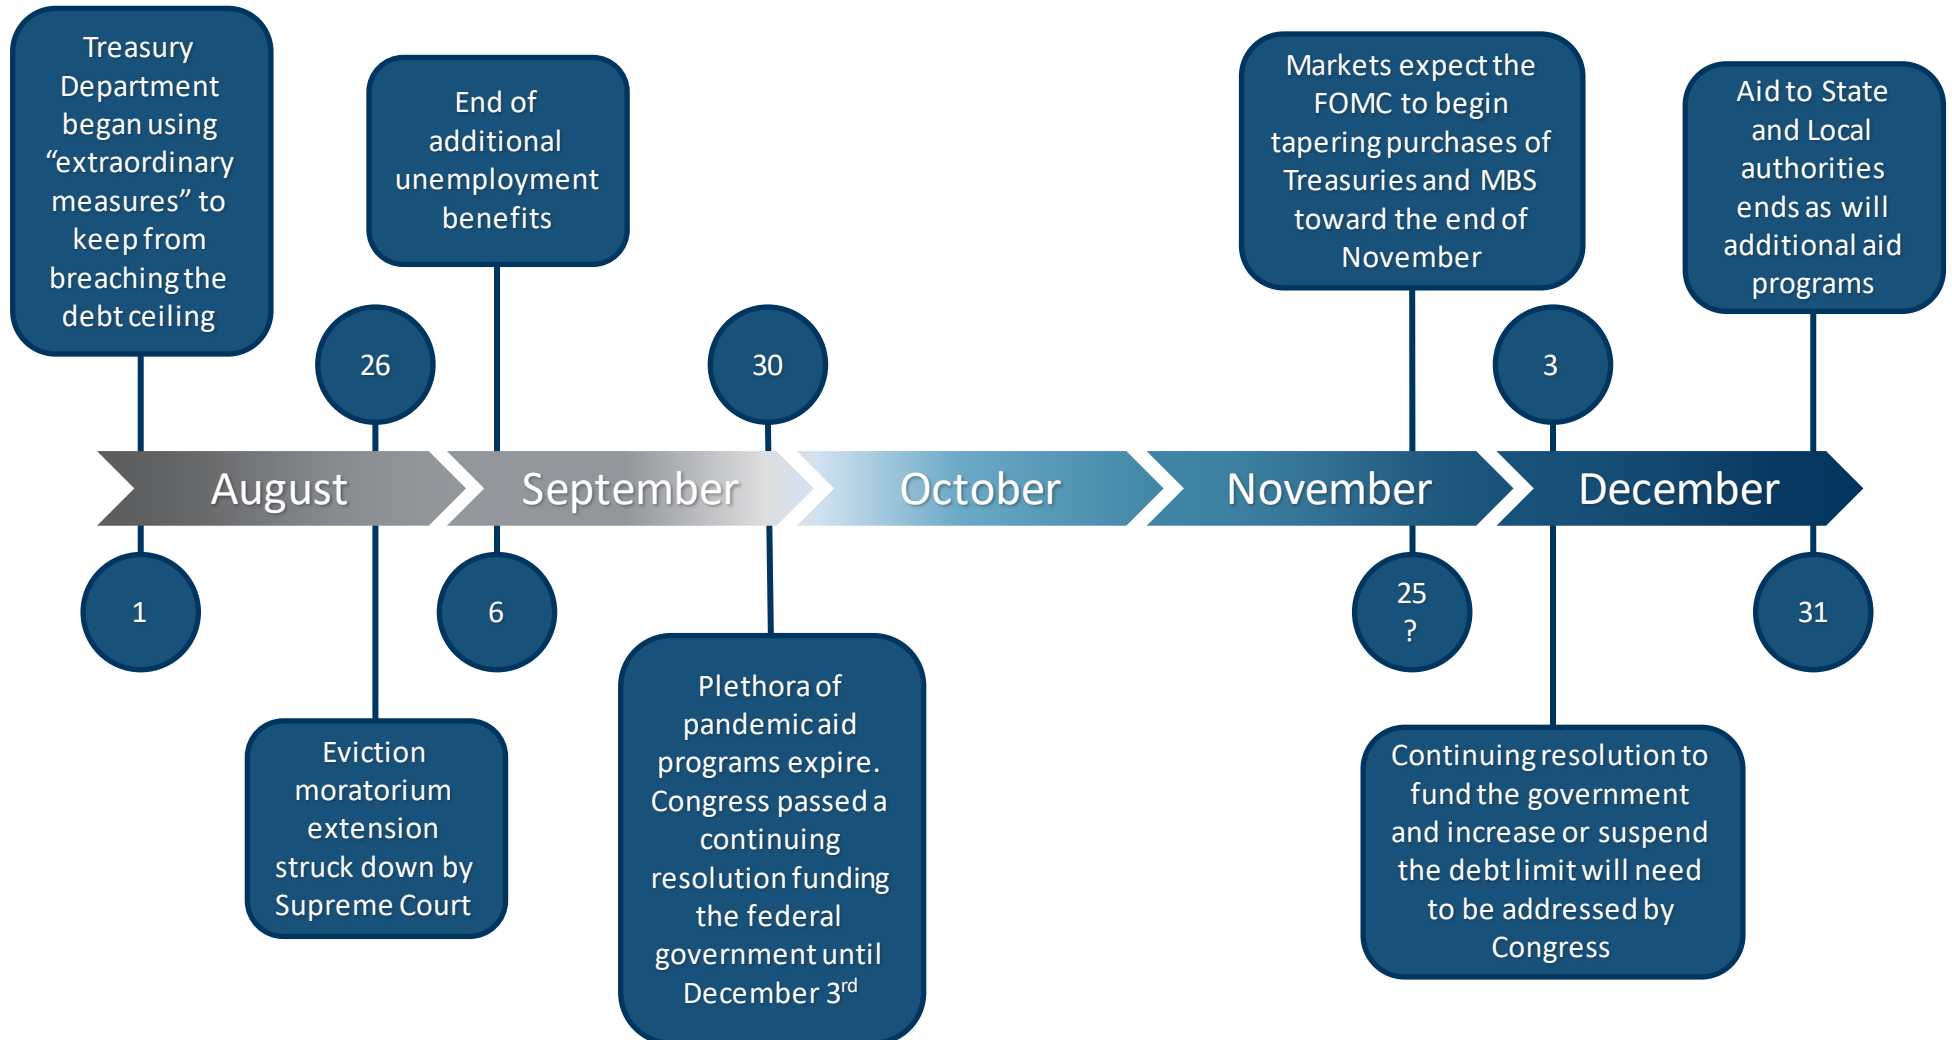 Treasury
Department
began using
“extraordinary
measures” to
keep from
breaching the
debt ceiling
End of
additional
unemployment
benefits
Markets expect the
FOMC to begin
tapering purchases of
Treasuries and MBS
toward the end of
November
Aid to State
and Local
authorities
ends as will
additional aid
programs
26
30
3
August
September
October
November
December
1
6
25
?
31
Eviction
moratorium
extension
struck down by
Supreme Court
Plethora of
pandemic aid
programs expire.
Congress passed a
continuing
resolution funding
the federal
government until
December 3rd
Continuing resolution to
fund the government
and increase or suspend
the debt limit will need
to be addressed by
Congress